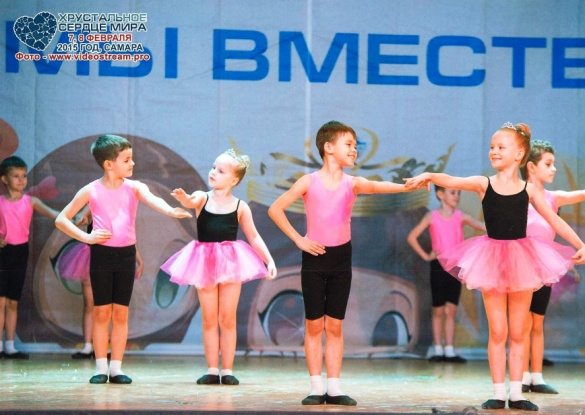 ХРУСТАЛЬНОЕ
СЕРДЦЕ МИРА
7, 8 ФЕВРАЛЯ
2015 ГОД, САМАРА
Фото - www.videostream.pro
МЫ ВМЕСТЕ